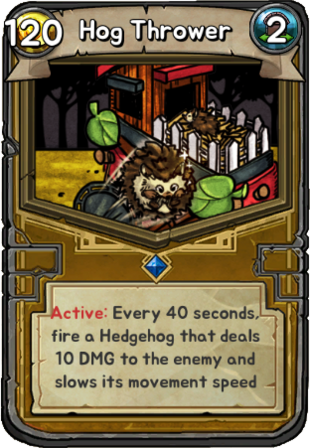 120 Hog Thrower 2
Active: Every 40 seconds,
fire a Hedgehog that deals
10 DMG to the enemy and
slows its movement speed